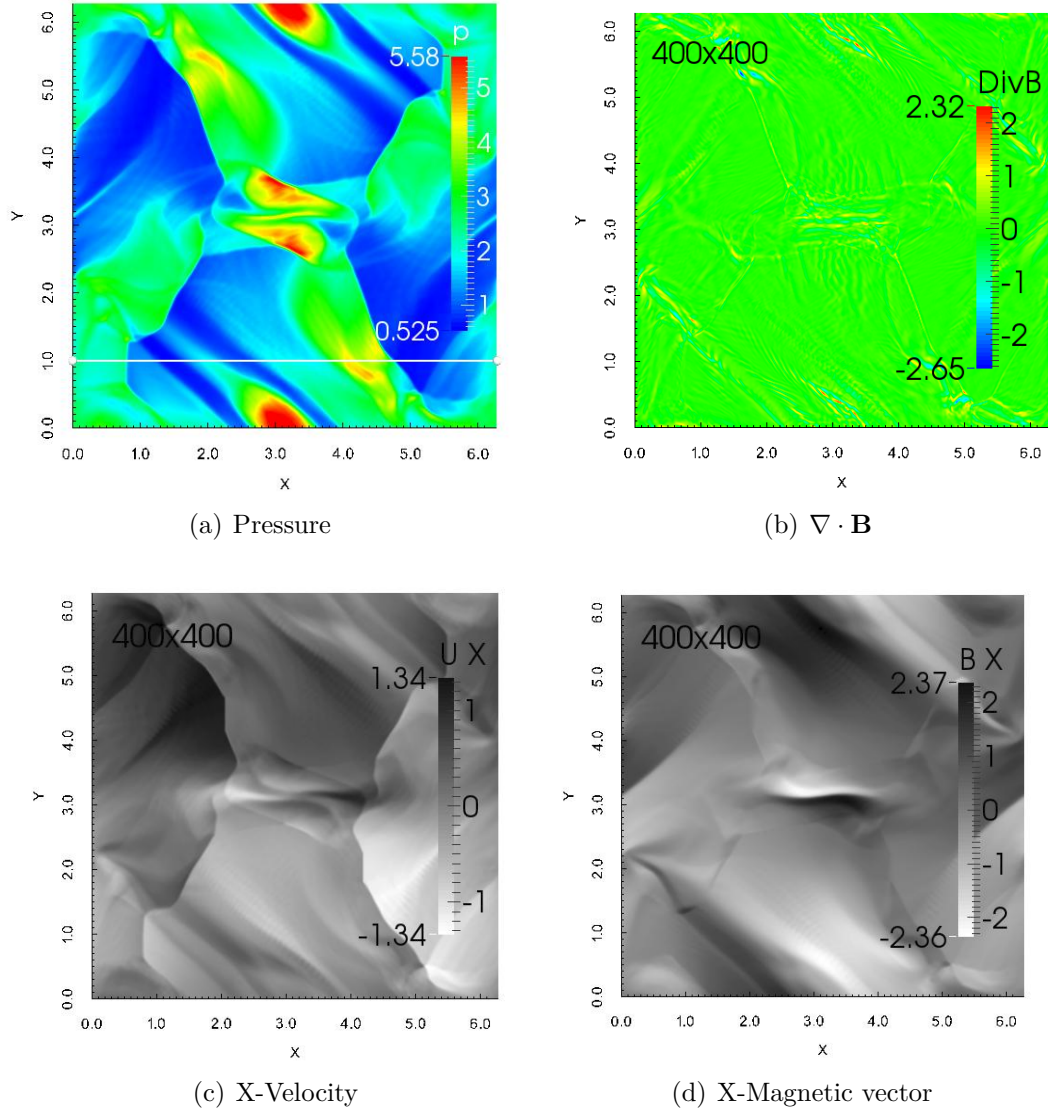 6.0
5.0
4.0
3.0
2.0
1.0
0.0
Y
p
5.58
5
4
3
2
1
0.525
0.0 1.0 2.0 3.0 4.0 5.0 6.0
X
(a) Pressure
6.0
5.0
4.0
3.0
2.0
1.0
0.0
Y
400x400
DivB
2.32
2
1
0
-1
-2
-2.65
0.0 1.0 2.0 3.0 4.0 5.0 6.0
X
(b) ∇ · B
6.0
5.0
4.0
3.0
2.0
1.0
0.0
Y
400x400
U X
1.34
1
0
-1
-1.34
0.0 1.0 2.0 3.0 4.0 5.0 6.0
X
(c) X-Velocity
6.0
5.0
4.0
3.0
2.0
1.0
0.0
Y
400x400
B X
2.37
2
1
0
-1
-2
-2.36
0.0 1.0 2.0 3.0 4.0 5.0 6.0
X
(d) X-Magnetic vector